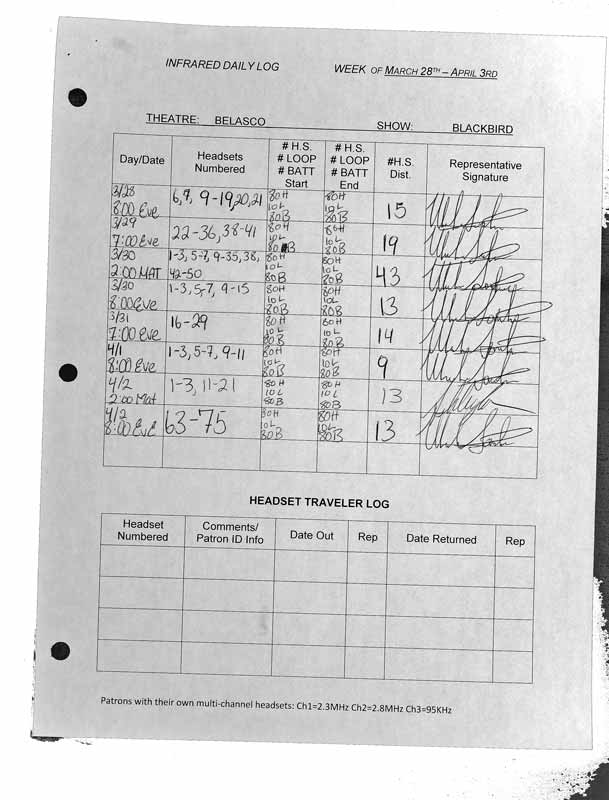 INFRARED DAILY LOG WEEK OF MARCH 28TH – APRIL 3RD
THEATRE: BELASCO SHOW: BLACKBIRD
Day/Date Headsets Numbered # H.S. # LOOP # BATT Start # H.S. # LOOP # BATT End #H.S. Dist. Representative Signature
3/28 8:00 Eve 6,7, 9-19,20,21 80H 10L 80B 80H 10L 80B 15
3/29 7:00 Eve 22-36, 38-41 80H 10L 80B 80H 10L 80B 19
3/30 2:00 MAT 1-3, 5-7, 9-35, 38, 42-50 80H 10L 80B 80H 10L 80B 43
3/30 8:00 Eve 1-3, 5-7, 9-15 80H 10L 80B 80H 10L 80B 13
3/31 7:00 Eve 16-29 80H 10L 80B 80H 10L 80B 14
4/1 8:00 Eve 1-3, 5-7, 9-11 80H 10L 80B 80H 10L 80B 9
4/2 2:00 Mat 1-3, 11-21 80H 10L 80B 80H 10L 80B 13
4/2 8:00 Eve 63-75 80H 10L 80B 80H 10L 80B 13
HEADSET TRAVELER LOG
Headset Numbered Comments/ Patron ID Info Date Out Rep Date Returned Rep
Patrons with their own multi-channel headsets: Ch1=2.3MHz Ch2=2.8MHz Ch3=95KHz